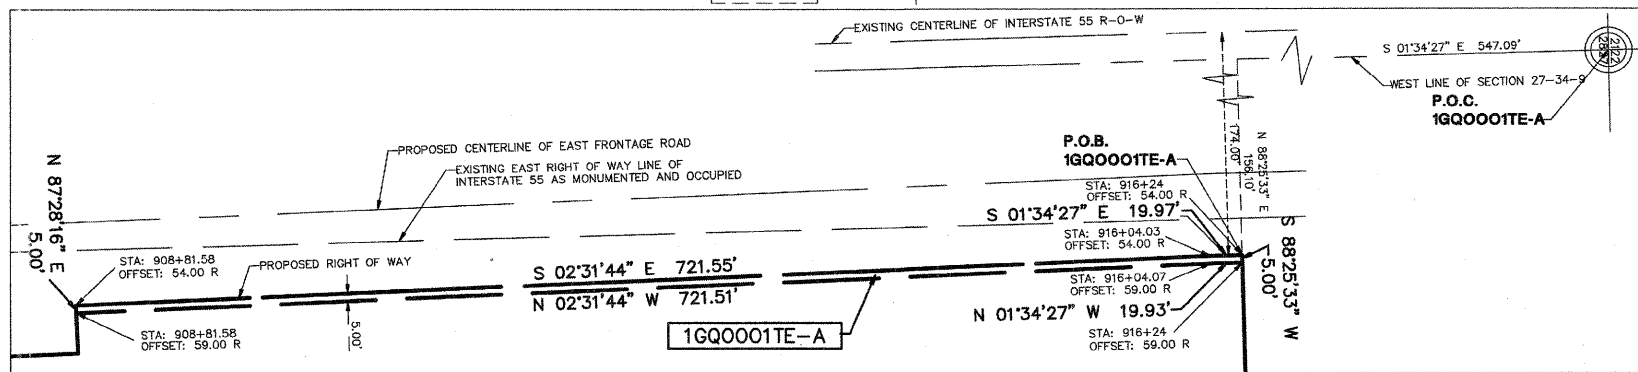 EXISTING CENTERLINE OF INTERSTATE 55 R-O-W
S 01°34'27" E 547.09'
WEST LINE OF SECTION 27-34-9
P.O.C.
1GQ0001TE-A
21 22
28
PROPOSED CENTERLINE OF EAST FRONTAGE ROAD
EXISTING EAST RIGHT OF WAY LINE OF
INTERSTATE 55 AS MONUMENTED AND OCCUPIED
P.O.B.
1GQ0001TE-A
174.00'
N 88°25'33" E
156.10'
STA: 916+24
OFFSET: 54.00 R
S 01°34'27" E 19.97'
STA: 916+04.03
OFFSET: 54.00 R
N 87°28'16" E
5.00'
STA: 908+81.58
OFFSET: 54.00 R
PROPOSED RIGHT OF WAY
S 02°31'44" E 721.55'
N 02°31'44" W 721.51'
STA: 916+04.07
OFFSET: 59.00 R
N 01°34'27" W 19.93'
STA: 916+24
OFFSET: 59.00 R
S 88°25'33" W
5.00'
STA: 908+81.58
OFFSET: 59.00 R
5.00'
1GQ0001TE-A